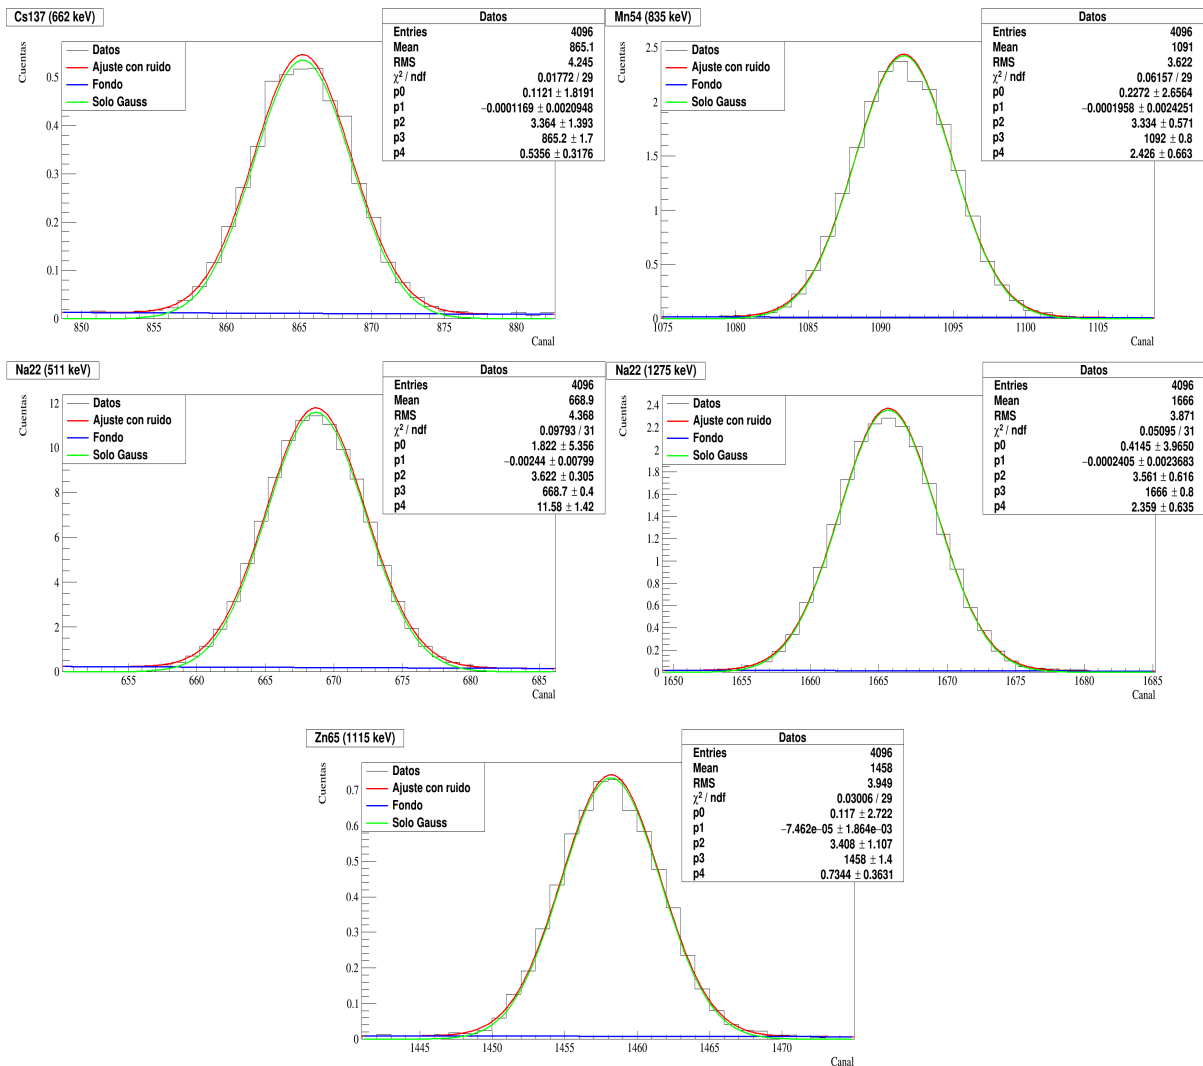 Cs137 (662 keV)
Cuentas
Datos
Ajuste con ruido
Fondo
Solo Gauss
Datos
Entries 4096
Mean 865.1
RMS 4.245
χ² / ndf 0.01772 / 29
p0 0.1121 ± 1.8191
p1 −0.0001169 ± 0.0020948
p2 3.364 ± 1.393
p3 865.2 ± 1.7
p4 0.5356 ± 0.3176
0.5
0.4
0.3
0.2
0.1
0
850 855 860 865 870 875 880
Canal
Mn54 (835 keV)
Cuentas
Datos
Ajuste con ruido
Fondo
Solo Gauss
Datos
Entries 4096
Mean 1091
RMS 3.622
χ² / ndf 0.06157 / 29
p0 0.2272 ± 2.6564
p1 −0.0001958 ± 0.0024251
p2 3.334 ± 0.571
p3 1092 ± 0.8
p4 2.426 ± 0.663
2.5
2
1.5
1
0.5
0
1075 1080 1085 1090 1095 1100 1105
Canal
Na22 (511 keV)
Cuentas
Datos
Ajuste con ruido
Fondo
Solo Gauss
Datos
Entries 4096
Mean 668.9
RMS 4.368
χ² / ndf 0.09793 / 31
p0 1.822 ± 5.356
p1 −0.00244 ± 0.00799
p2 3.622 ± 0.305
p3 668.7 ± 0.4
p4 11.58 ± 1.42
12
10
8
6
4
2
0
655 660 665 670 675 680 685
Canal
Na22 (1275 keV)
Cuentas
Datos
Ajuste con ruido
Fondo
Solo Gauss
Datos
Entries 4096
Mean 1666
RMS 3.871
χ² / ndf 0.05095 / 31
p0 0.4145 ± 3.9650
p1 −0.0002405 ± 0.0023683
p2 3.561 ± 0.616
p3 1666 ± 0.8
p4 2.359 ± 0.635
2.4
2.2
2
1.8
1.6
1.4
1.2
1
0.8
0.6
0.4
0.2
0
1650 1655 1660 1665 1670 1675 1680 1685
Canal
Zn65 (1115 keV)
Cuentas
Datos
Ajuste con ruido
Fondo
Solo Gauss
Datos
Entries 4096
Mean 1458
RMS 3.949
χ² / ndf 0.03006 / 29
p0 0.117 ± 2.722
p1 −7.462e−05 ± 1.864e−03
p2 3.408 ± 1.107
p3 1458 ± 1.4
p4 0.7344 ± 0.3631
0.7
0.6
0.5
0.4
0.3
0.2
0.1
0
1445 1450 1455 1460 1465 1470
Canal